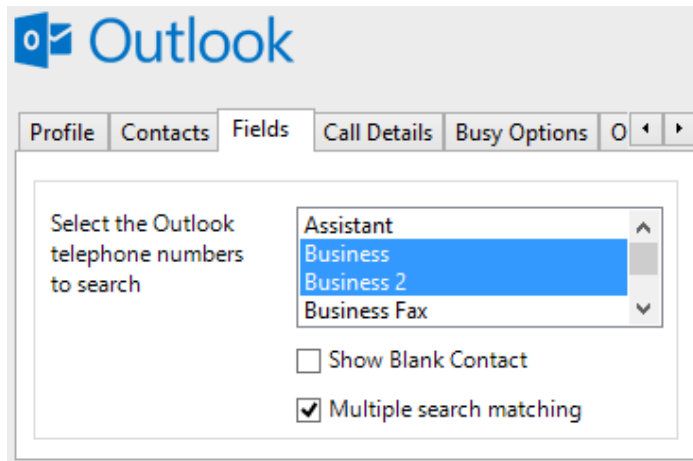 Outlook
Profile Contacts Fields Call Details Busy Options O
Select the Outlook
telephone numbers
to search
Assistant
Business
Business 2
Business Fax
Show Blank Contact
Multiple search matching